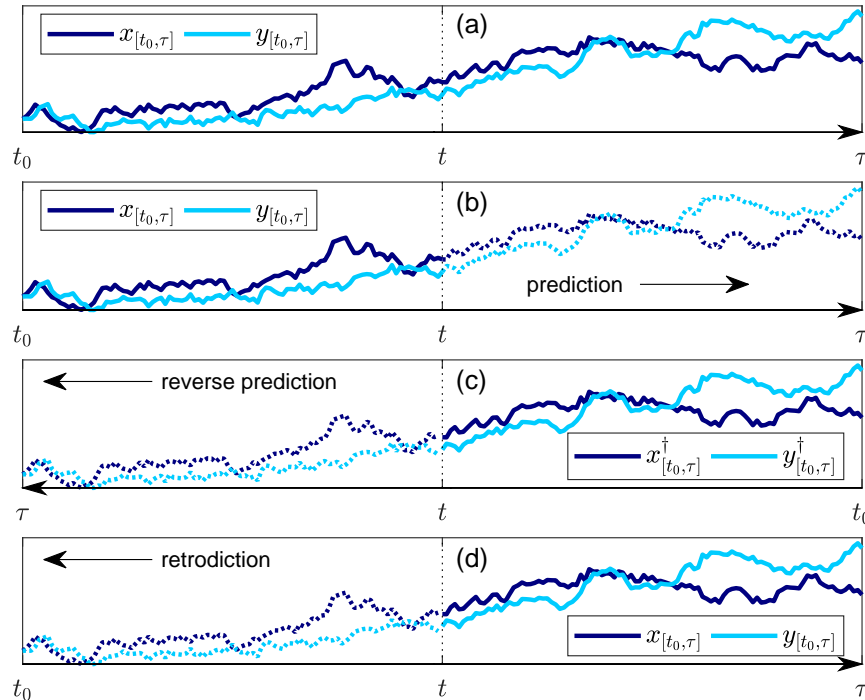 x[t₀,τ] y[t₀,τ] (a)
t₀ t τ
x[t₀,τ] y[t₀,τ] (b)
prediction
t₀ t τ
reverse prediction (c)
x†[t₀,τ] y†[t₀,τ]
τ t t₀
retrodiction (d)
x[t₀,τ] y[t₀,τ]
t₀ t τ